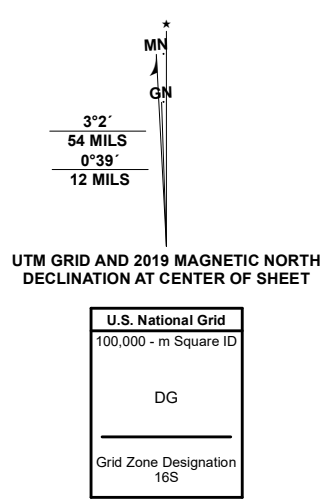 MN
GN
3°2´
54 MILS
0°39´
12 MILS
UTM GRID AND 2019 MAGNETIC NORTH
DECLINATION AT CENTER OF SHEET
U.S. National Grid
100,000 - m Square ID
DG
Grid Zone Designation
16S